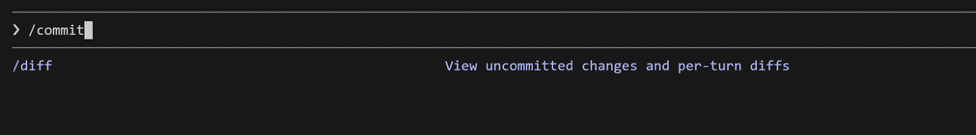 ❯ /commit
/diff View uncommitted changes and per-turn diffs